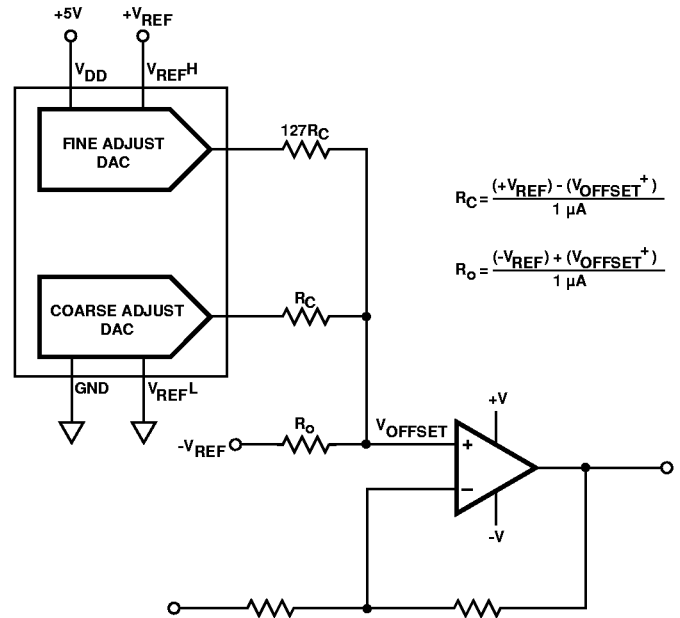 +5V
+VREF
VDD
VREFH
FINE ADJUST
DAC
127RC
RC = (+VREF) - (VOFFSET+)
1 µA
Ro = (-VREF) + (VOFFSET+)
1 µA
COARSE ADJUST
DAC
RC
GND
VREFL
-VREF
Ro
VOFFSET
+V
+
–
-V